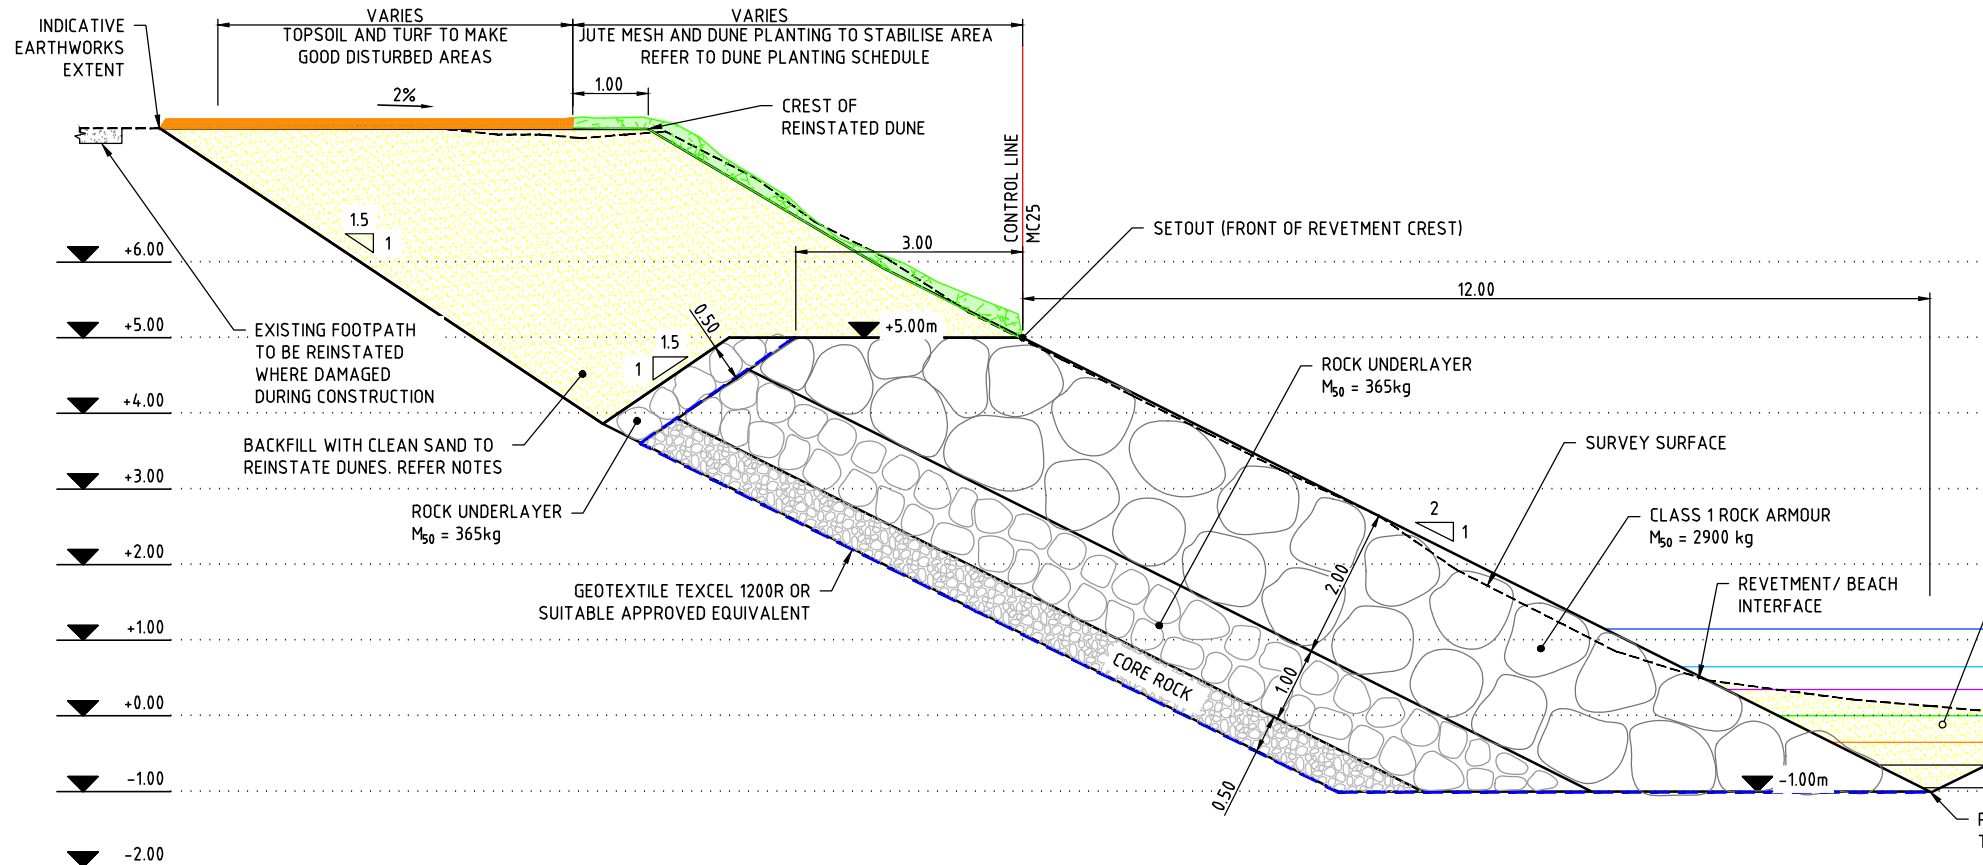 INDICATIVE
EARTHWORKS
EXTENT
VARIES
TOPSOIL AND TURF TO MAKE
GOOD DISTURBED AREAS
VARIES
JUTE MESH AND DUNE PLANTING TO STABILISE AREA
REFER TO DUNE PLANTING SCHEDULE
2%
1.00
CREST OF
REINSTATED DUNE
CONTROL LINE
MC25
SETOUT (FRONT OF REVETMENT CREST)
1.5
1
3.00
12.00
+6.00
+5.00
+4.00
+3.00
+2.00
+1.00
+0.00
-1.00
-2.00
EXISTING FOOTPATH
TO BE REINSTATED
WHERE DAMAGED
DURING CONSTRUCTION
0.50
1.5
1
+5.00m
ROCK UNDERLAYER
M50 = 365kg
BACKFILL WITH CLEAN SAND TO
REINSTATE DUNES. REFER NOTES
SURVEY SURFACE
ROCK UNDERLAYER
M50 = 365kg
2
1
CLASS 1 ROCK ARMOUR
M50 = 2900 kg
GEOTEXTILE TEXCEL 1200R OR
SUITABLE APPROVED EQUIVALENT
2.00
REVETMENT/ BEACH
INTERFACE
CORE ROCK
1.00
0.50
-1.00m